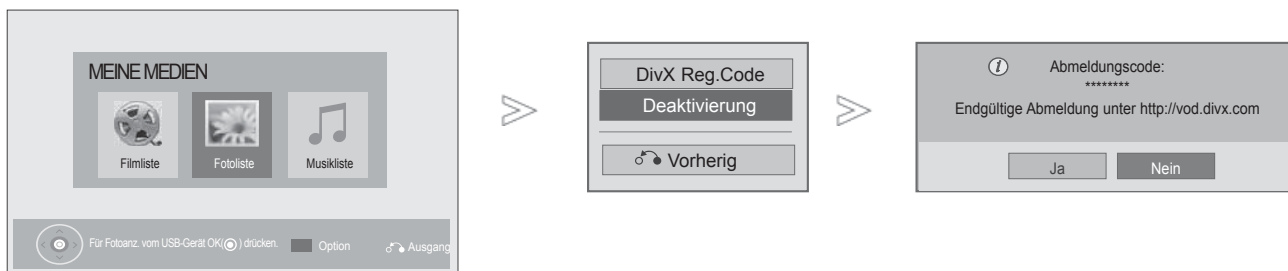 MEINE MEDIEN
Filmliste
Fotoliste
Musikliste
Für Fotoanz. vom USB-Gerät OK(◉) drücken.
Option
Ausgang
DivX Reg.Code
Deaktivierung
Vorherig
Abmeldungscode:
********
Endgültige Abmeldung unter http://vod.divx.com
Ja
Nein